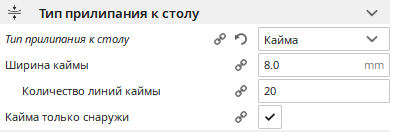 Тип прилипания к столу
Тип прилипания к столу Кайма
Ширина каймы 8.0 mm
Количество линий каймы 20
Кайма только снаружи